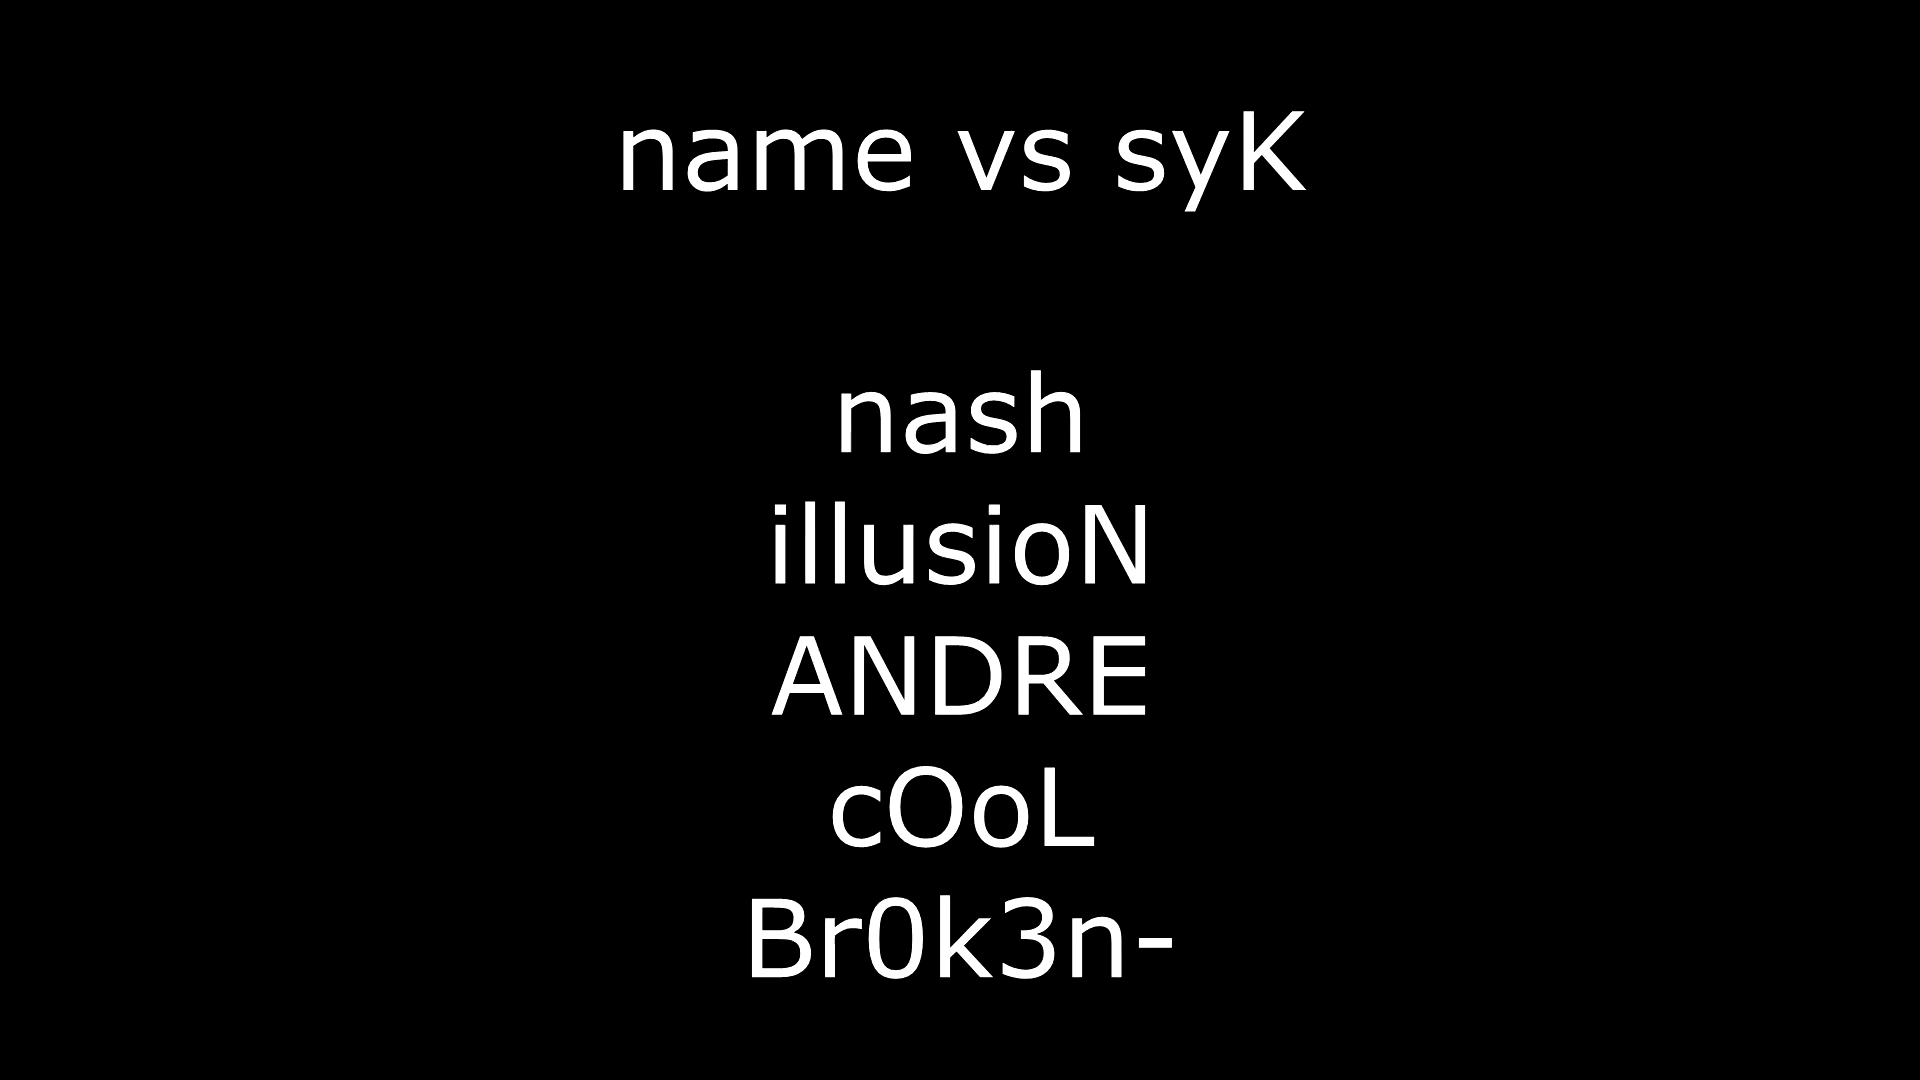 name vs syK
nash
illusioN
ANDRE
cOoL
Br0k3n-